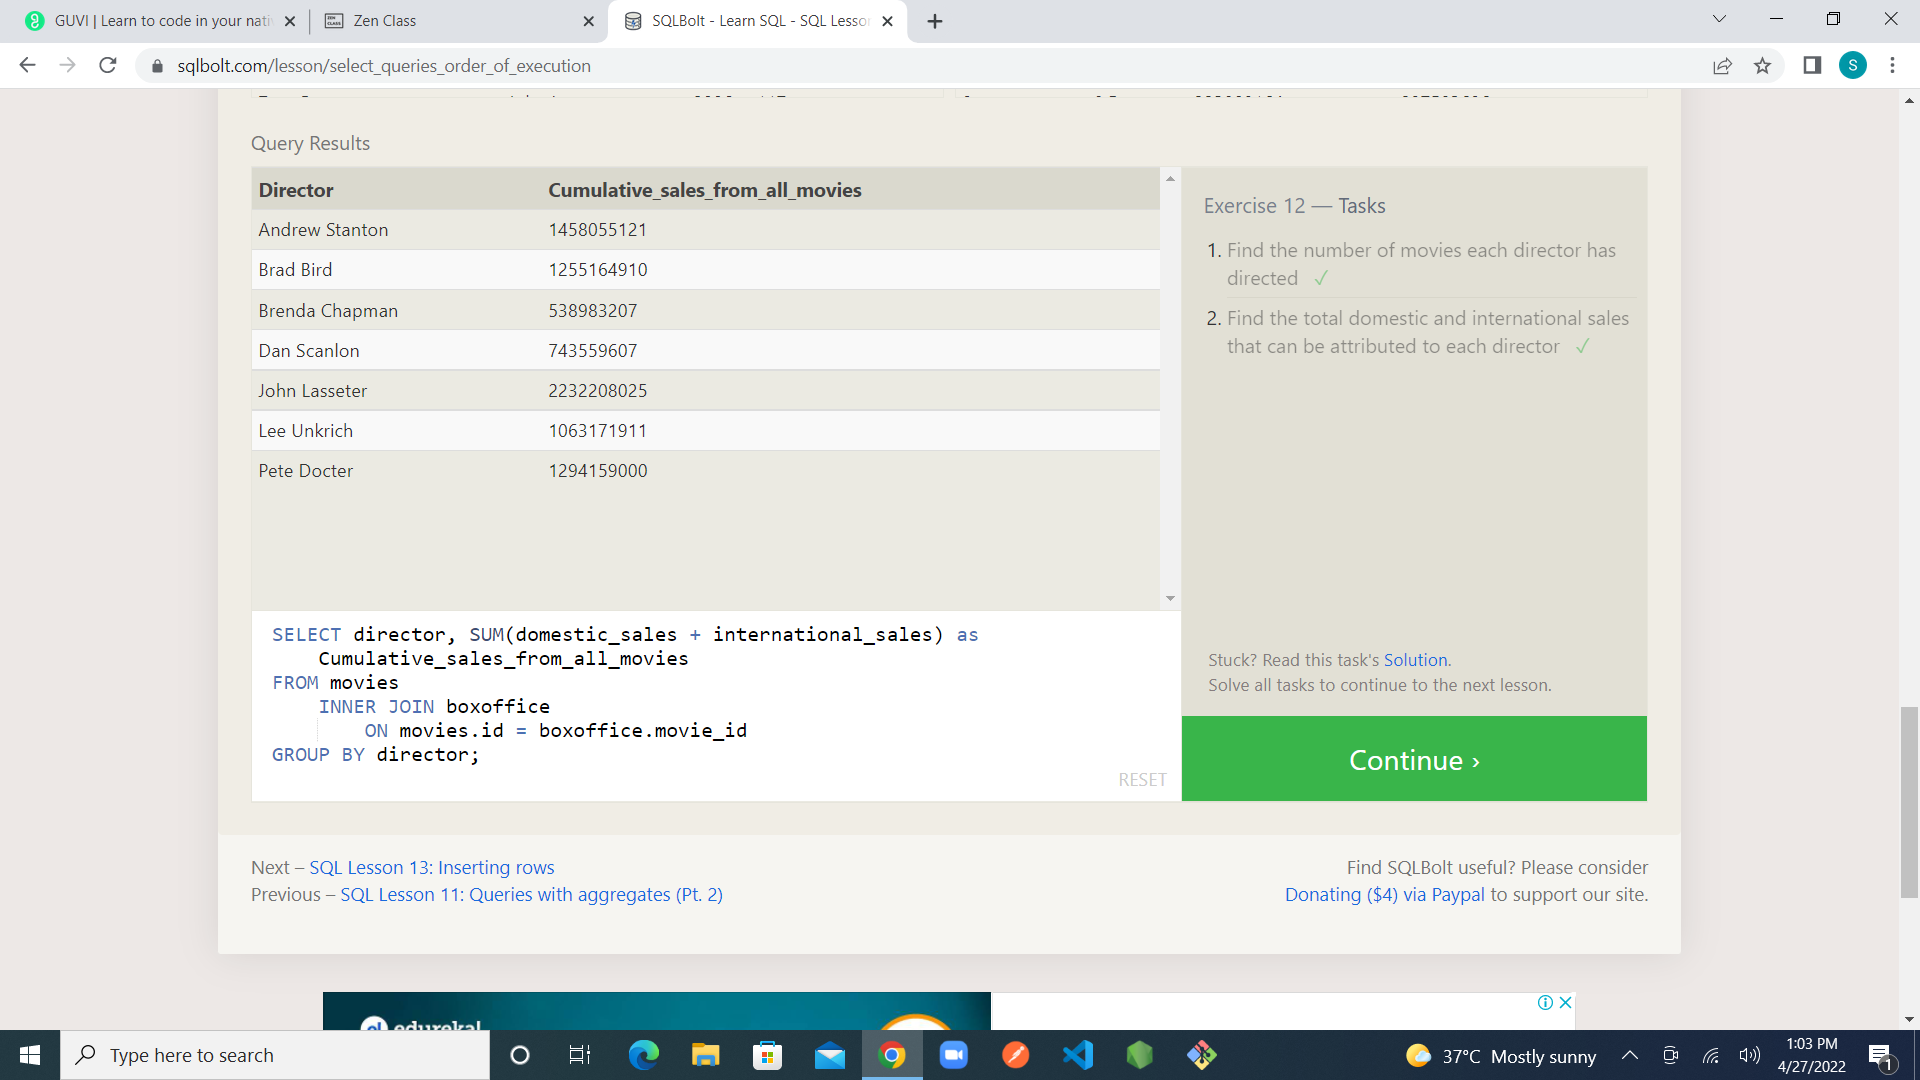 GUVI | Learn to code in your nati
Zen Class
SQLBolt - Learn SQL - SQL Lesson
sqlbolt.com/lesson/select_queries_order_of_execution
S
Query Results
Director Cumulative_sales_from_all_movies
Andrew Stanton 1458055121
Brad Bird 1255164910
Brenda Chapman 538983207
Dan Scanlon 743559607
John Lasseter 2232208025
Lee Unkrich 1063171911
Pete Docter 1294159000
Exercise 12 — Tasks
1. Find the number of movies each director has
directed ✓
2. Find the total domestic and international sales
that can be attributed to each director ✓
Stuck? Read this task's Solution.
Solve all tasks to continue to the next lesson.
Continue ›
SELECT director, SUM(domestic_sales + international_sales) as
Cumulative_sales_from_all_movies
FROM movies
INNER JOIN boxoffice
ON movies.id = boxoffice.movie_id
GROUP BY director;
RESET
Next – SQL Lesson 13: Inserting rows
Previous – SQL Lesson 11: Queries with aggregates (Pt. 2)
Find SQLBolt useful? Please consider
Donating ($4) via Paypal to support our site.
edureka!
Type here to search
37°C Mostly sunny
1:03 PM
4/27/2022
1